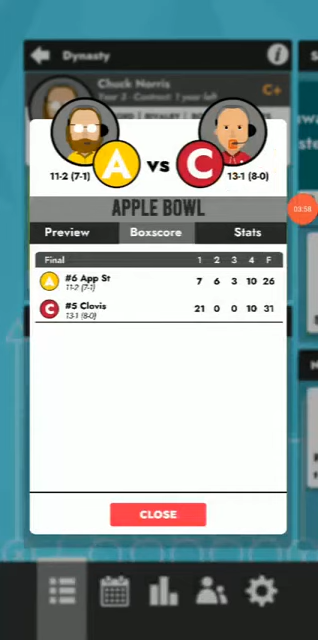 Dynasty
i
Chuck Norris
Year 3 - Contract: 1 year left
C+
A vs C
11-2 (7-1)
13-1 (8-0)
APPLE BOWL
03:58
Preview Boxscore Stats
Final 1 2 3 4 F
A #6 App St 7 6 3 10 26
11-2 (7-1)
C #5 Clovis 21 0 0 10 31
13-1 (8-0)
CLOSE